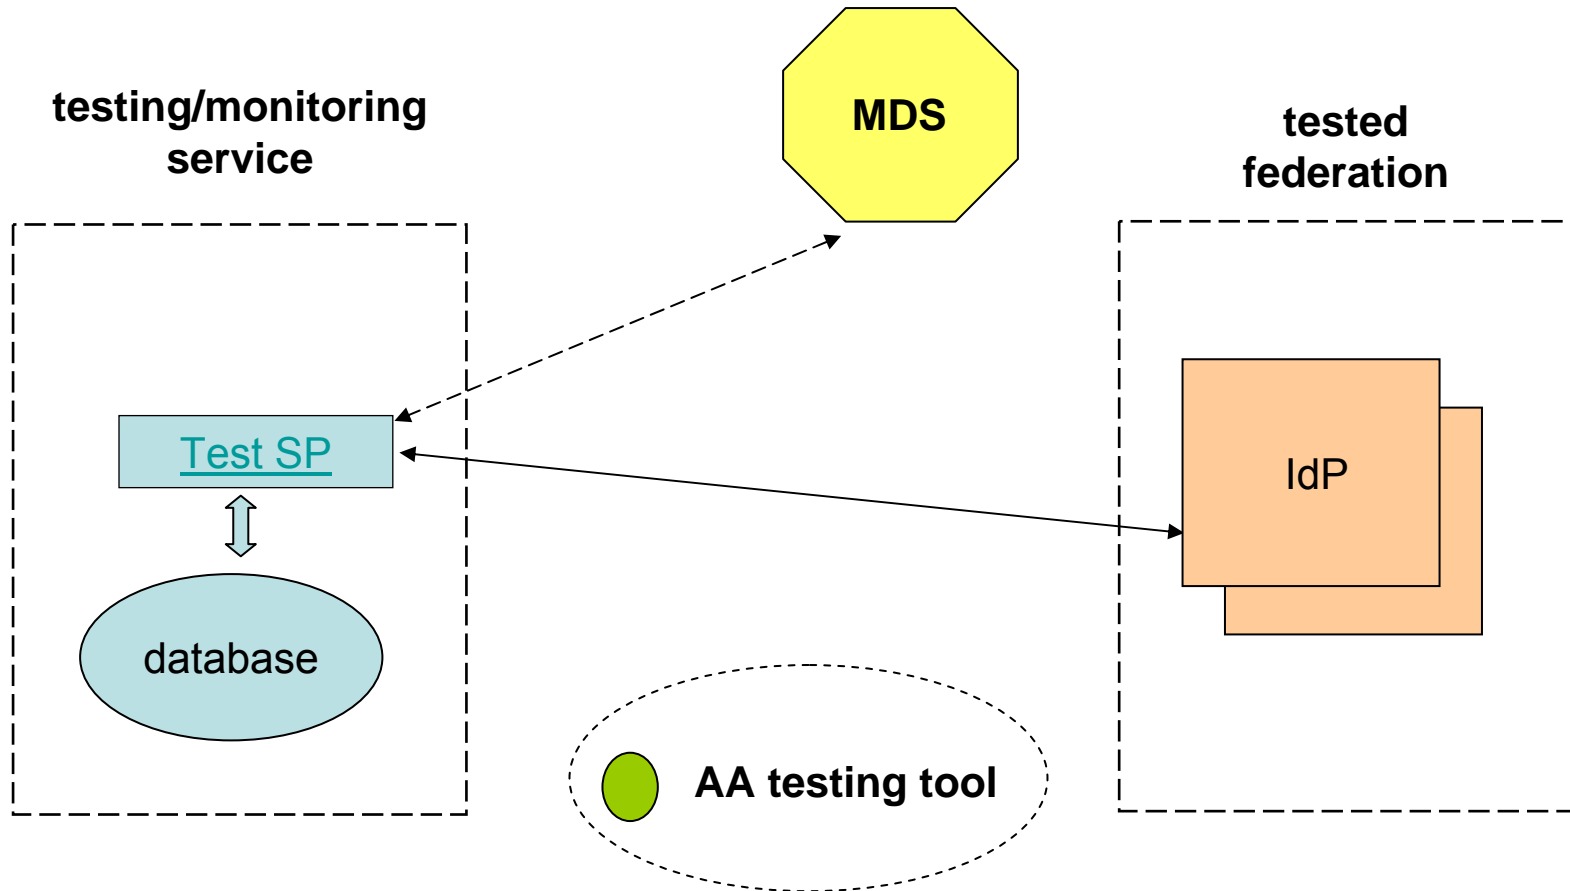 testing/monitoring
service
MDS
tested
federation
Test SP
IdP
database
AA testing tool